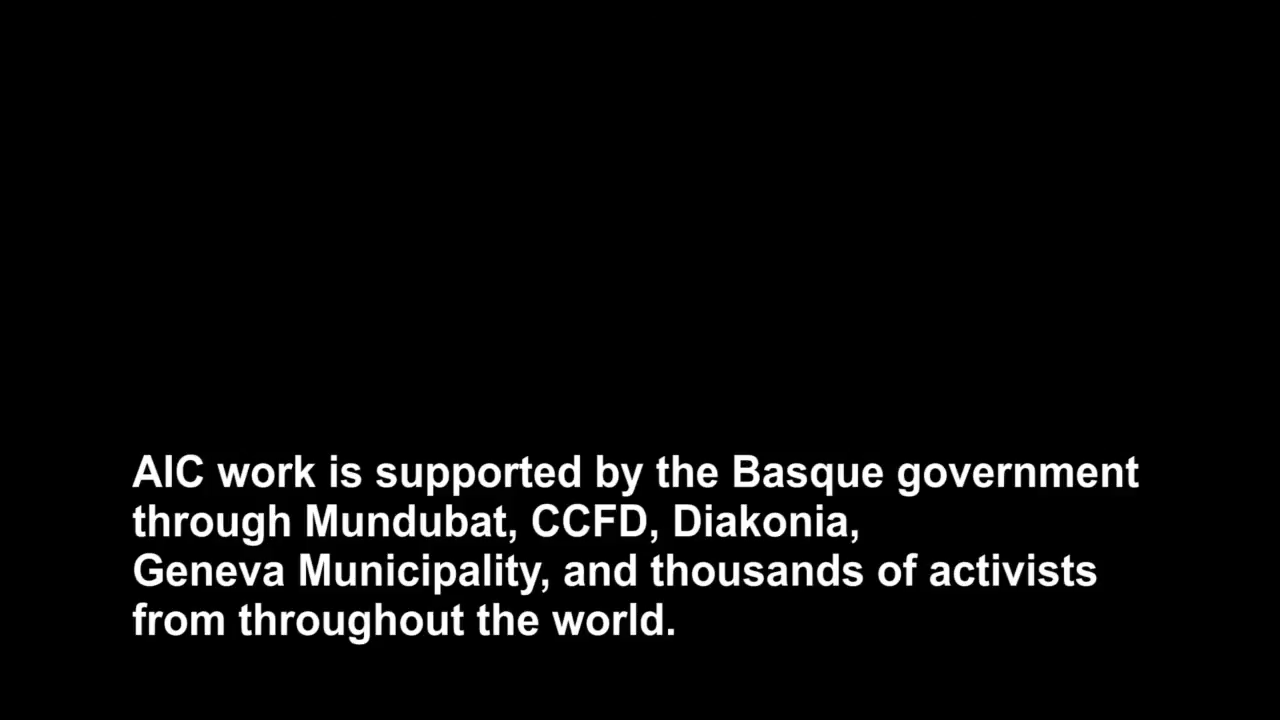 AIC work is supported by the Basque government
through Mundubat, CCFD, Diakonia,
Geneva Municipality, and thousands of activists
from throughout the world.